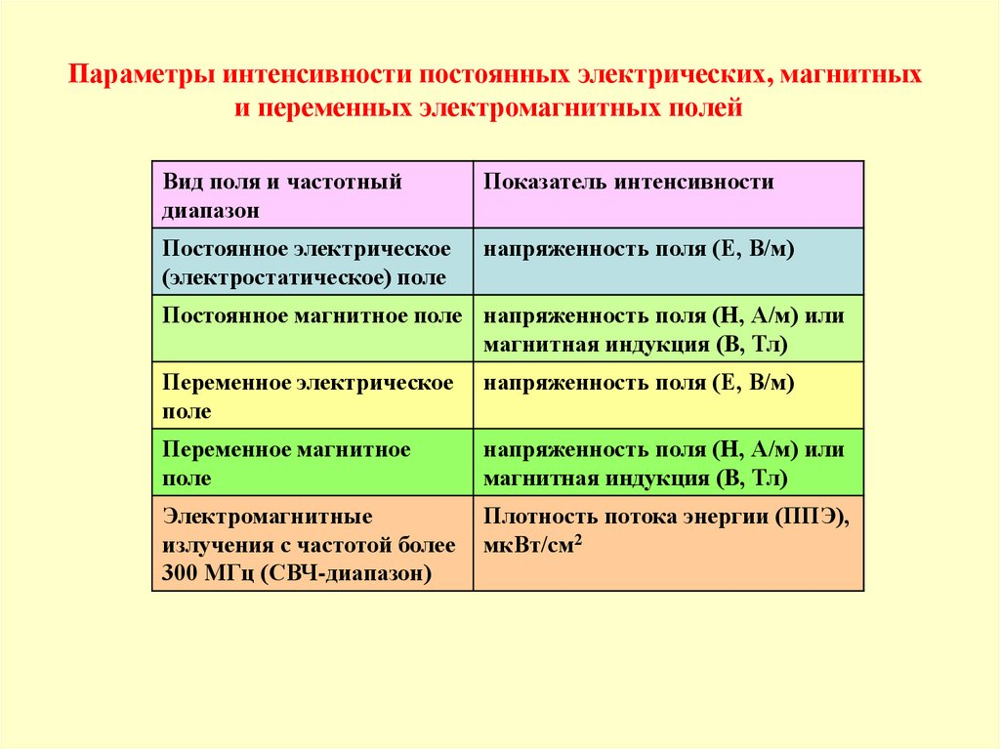 Параметры интенсивности постоянных электрических, магнитных
и переменных электромагнитных полей
Вид поля и частотный
диапазон
Показатель интенсивности
Постоянное электрическое
(электростатическое) поле
напряженность поля (E, В/м)
Постоянное магнитное поле
напряженность поля (H, А/м) или
магнитная индукция (B, Тл)
Переменное электрическое
поле
напряженность поля (E, В/м)
Переменное магнитное
поле
напряженность поля (H, А/м) или
магнитная индукция (B, Тл)
Электромагнитные
излучения с частотой более
300 МГц (СВЧ-диапазон)
Плотность потока энергии (ППЭ),
мкВт/см²